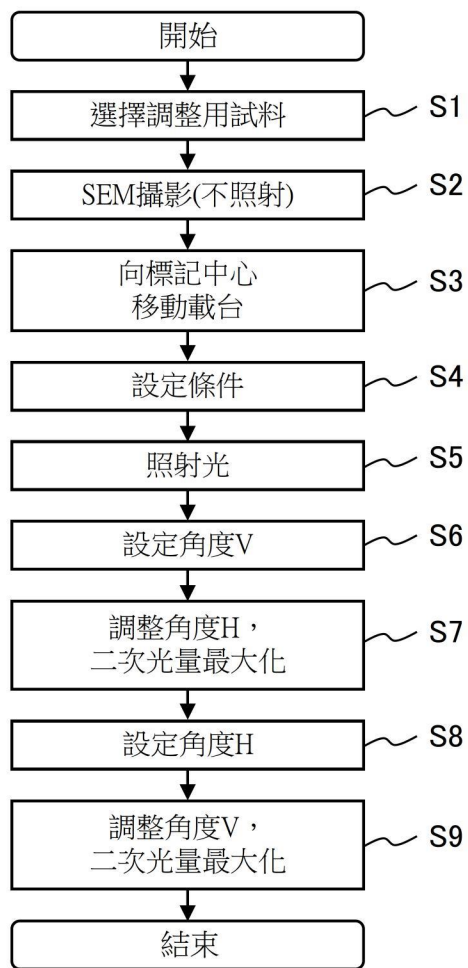 開始
選擇調整用試料
S1
SEM攝影(不照射)
S2
向標記中心
移動載台
S3
設定條件
S4
照射光
S5
設定角度V
S6
調整角度H，
二次光量最大化
S7
設定角度H
S8
調整角度V，
二次光量最大化
S9
結束